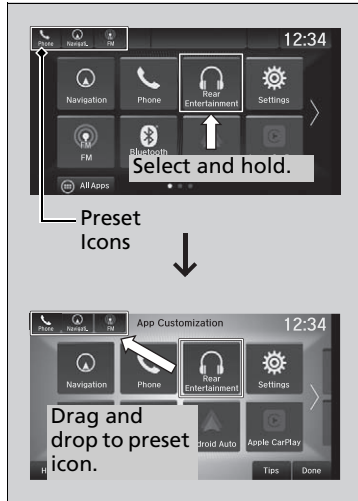 Phone Navigati.. FM
12:34
Navigation
Phone
Rear
Entertainment
Settings
FM
Bluetooth
Select and hold.
All Apps
Preset
Icons
Phone Navigati.. FM
App Customization
12:34
Navigation
Phone
Rear
Entertainment
Settings
Drag and
drop to preset
icon.
droid Auto
Apple CarPlay
H
Tips
Done